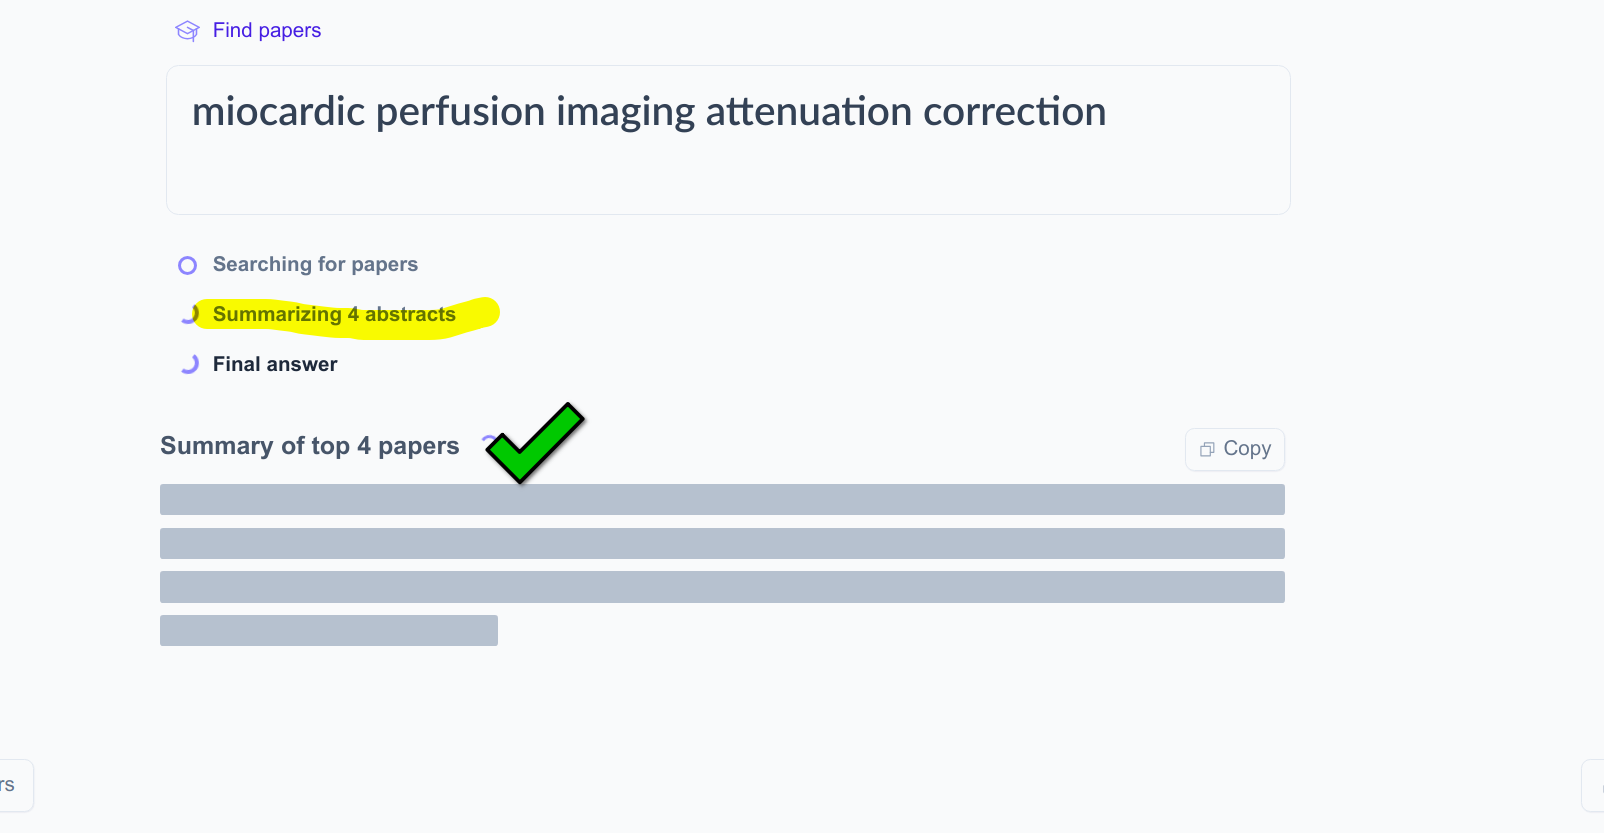 Find papers
miocardic perfusion imaging attenuation correction
Searching for papers
Summarizing 4 abstracts
Final answer
Summary of top 4 papers
Copy
rs